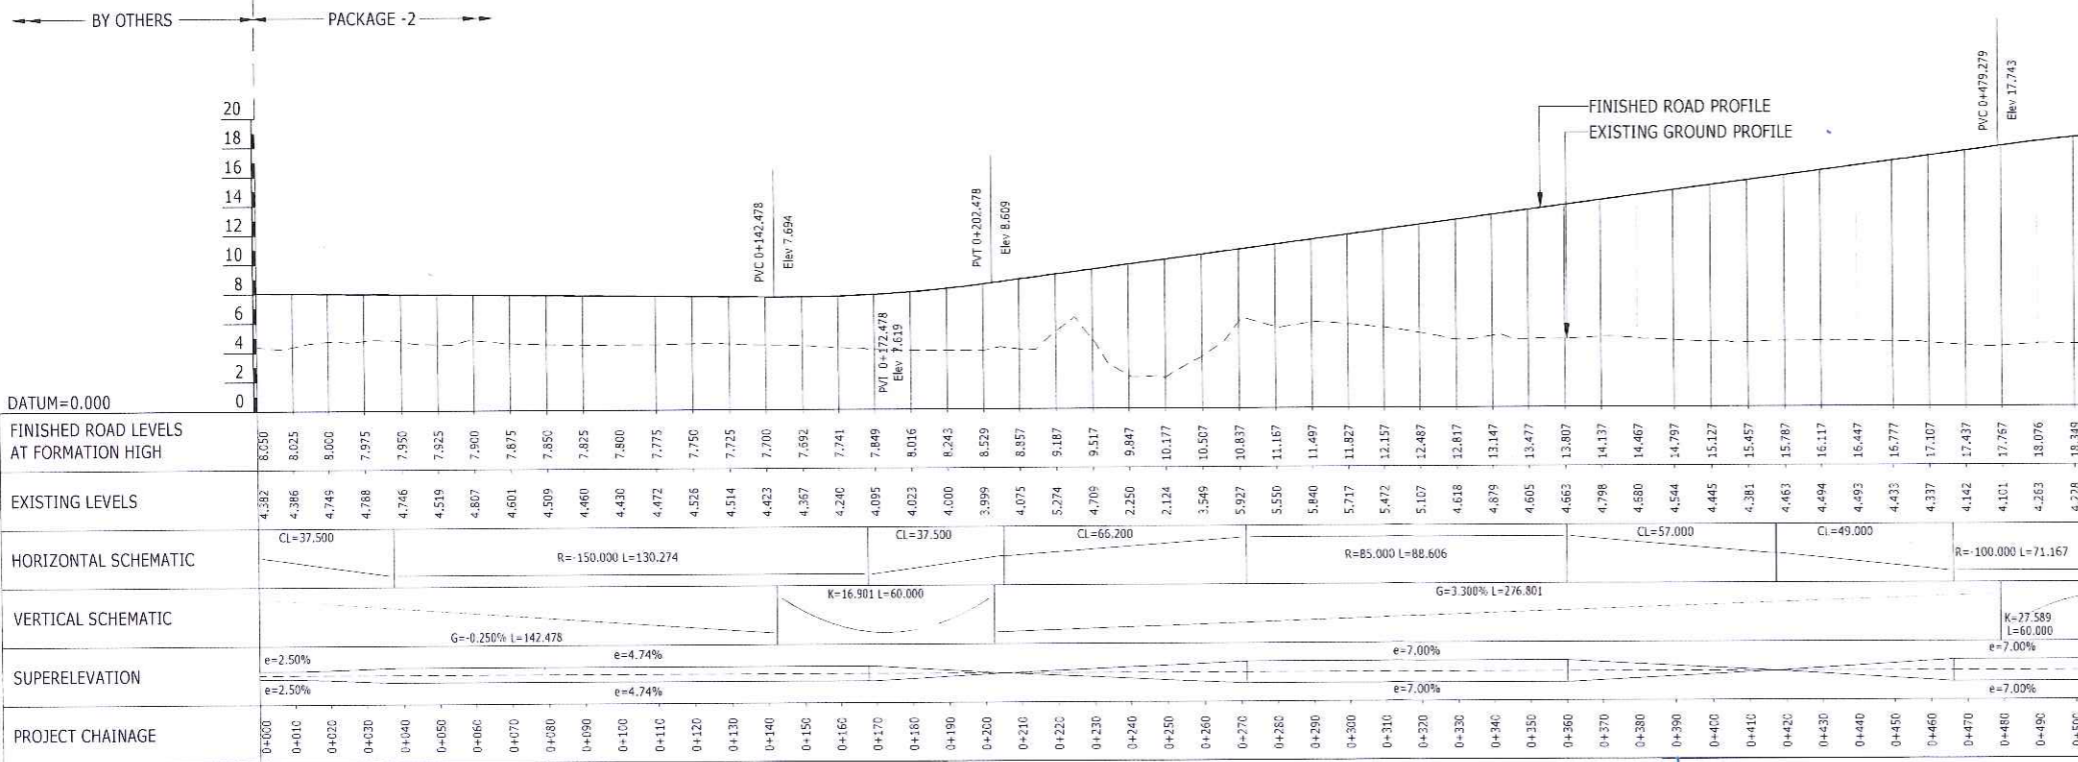 BY OTHERS
PACKAGE -2
FINISHED ROAD PROFILE
EXISTING GROUND PROFILE
PVC 0+479.279
Elev 17.743
PVC 0+142.478
Elev 7.694
PVT 0+202.478
Elev 8.609
PVI 0+172.478
Elev 7.619
20
18
16
14
12
10
8
6
4
2
0
DATUM=0.000
FINISHED ROAD LEVELS
AT FORMATION HIGH
8.050 8.025 8.000 7.975 7.950 7.925 7.900 7.875 7.850 7.825 7.800 7.775 7.750 7.725 7.700 7.692 7.741 7.849 8.016 8.243 8.529 8.857 9.187 9.517 9.847 10.177 10.507 10.837 11.167 11.497 11.827 12.157 12.487 12.817 13.147 13.477 13.807 14.137 14.467 14.797 15.127 15.457 15.787 16.117 16.447 16.777 17.107 17.437 17.767 18.076 18.349
EXISTING LEVELS
4.382 4.386 4.749 4.788 4.746 4.519 4.807 4.601 4.509 4.460 4.430 4.472 4.526 4.514 4.423 4.367 4.240 4.095 4.023 4.000 3.999 4.075 5.274 4.709 2.250 2.124 3.549 5.927 5.550 5.840 5.717 5.472 5.107 4.618 4.879 4.605 4.663 4.798 4.680 4.544 4.445 4.381 4.463 4.494 4.493 4.433 4.337 4.142 4.101 4.263 4.228
HORIZONTAL SCHEMATIC
CL=37.500
R=-150.000 L=130.274
CL=37.500
CL=66.200
R=85.000 L=88.606
CL=57.000
CL=49.000
R=-100.000 L=71.167
VERTICAL SCHEMATIC
G=-0.250% L=142.478
K=16.901 L=60.000
G=3.300% L=276.801
K=27.589
L=60.000
SUPERELEVATION
e=2.50% e=4.74% e=7.00% e=7.00%
e=2.50% e=4.74% e=7.00% e=7.00%
PROJECT CHAINAGE
0+000 0+010 0+020 0+030 0+040 0+050 0+060 0+070 0+080 0+090 0+100 0+110 0+120 0+130 0+140 0+150 0+160 0+170 0+180 0+190 0+200 0+210 0+220 0+230 0+240 0+250 0+260 0+270 0+280 0+290 0+300 0+310 0+320 0+330 0+340 0+350 0+360 0+370 0+380 0+390 0+400 0+410 0+420 0+430 0+440 0+450 0+460 0+470 0+480 0+490 0+500